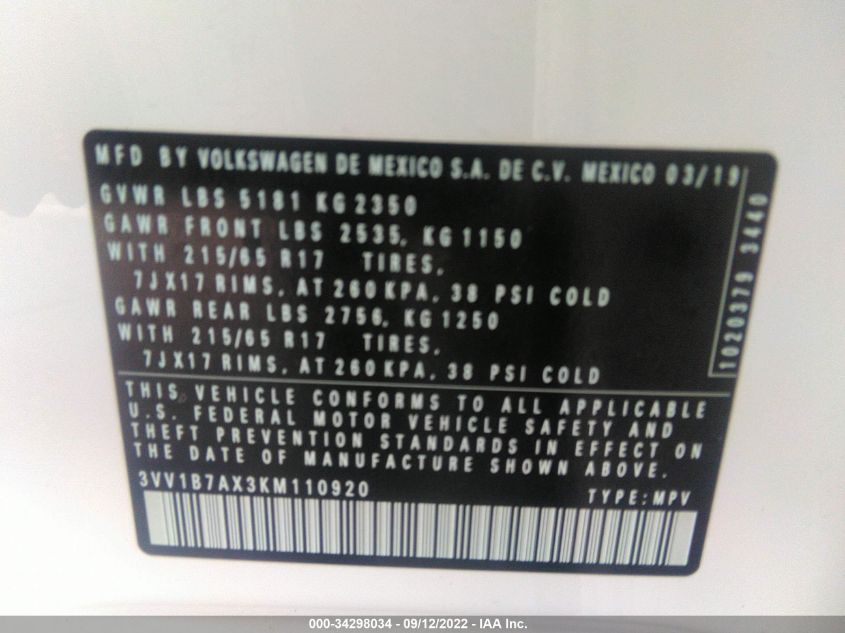 MFD BY VOLKSWAGEN DE MEXICO S.A. DE C.V. MEXICO 03/19
GVWR LBS 5181 KG 2350
GAWR FRONT LBS 2535, KG 1150
WITH 215/65 R17 TIRES,
7JX17 RIMS, AT 260 KPA, 38 PSI COLD
GAWR REAR LBS 2756, KG 1250
WITH 215/65 R17 TIRES,
7JX17 RIMS, AT 260 KPA, 38 PSI COLD
1020379 3440
THIS VEHICLE CONFORMS TO ALL APPLICABLE
U.S. FEDERAL MOTOR VEHICLE SAFETY AND
THEFT PREVENTION STANDARDS IN EFFECT ON
THE DATE OF MANUFACTURE SHOWN ABOVE.
3VV1B7AX3KM110920 TYPE: MPV
000-34298034 - 09/12/2022 - IAA Inc.